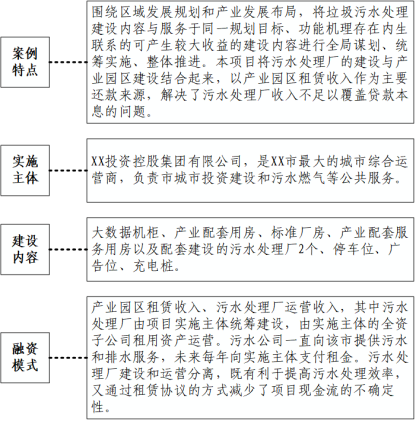 案例
特点
围绕区域发展规划和产业发展布局，将垃圾污水处理
建设内容与服务于同一规划目标、功能机理存在内生
联系的可产生较大收益的建设内容进行全局谋划、统
筹实施、整体推进。本项目将污水处理厂的建设与产
业园区建设结合起来，以产业园区租赁收入作为主要
还款来源，解决了污水处理厂收入不足以覆盖贷款本
息的问题。
实施
主体
XX投资控股集团有限公司，是XX市最大的城市综合运
营商，负责市城市投资建设和污水燃气等公共服务。
建设
内容
大数据机柜、产业配套用房、标准厂房、产业配套服
务用房以及配套建设的污水处理厂2个、停车位、广
告位、充电桩。
融资
模式
产业园区租赁收入、污水处理厂运营收入，其中污水
处理厂由项目实施主体统筹建设，由实施主体的全资
子公司租用资产运营。污水公司一直向该市提供污水
和排水服务，未来每年向实施主体支付租金。污水处
理厂建设和运营分离，既有利于提高污水处理效率，
又通过租赁协议的方式减少了项目现金流的不确定
性。